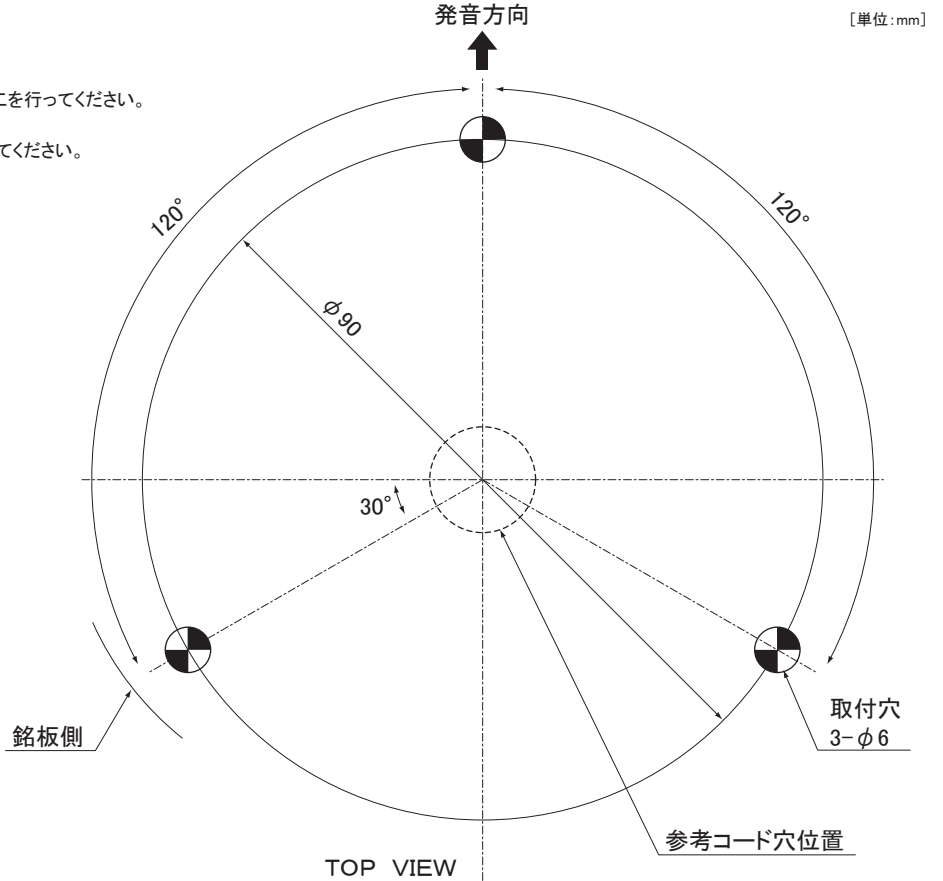 発音方向
[単位:mm]
を行ってください。
てください。
120°
120°
φ90
30°
銘板側
取付穴
3-φ6
参考コード穴位置
TOP VIEW